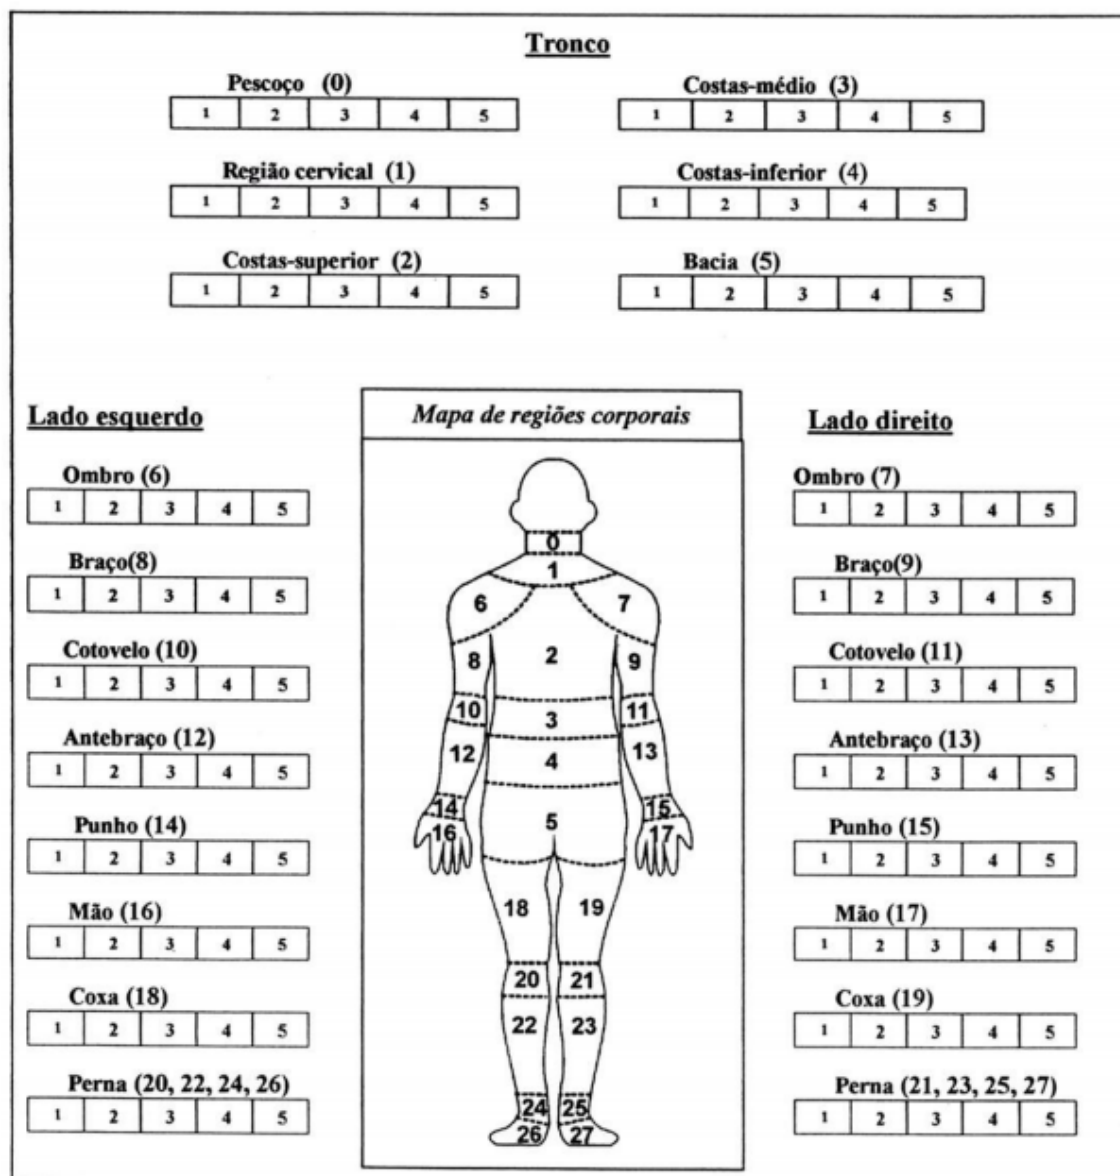 Tronco
Pescoço (0)
1 2 3 4 5
Costas-médio (3)
1 2 3 4 5
Região cervical (1)
1 2 3 4 5
Costas-inferior (4)
1 2 3 4 5
Costas-superior (2)
1 2 3 4 5
Bacia (5)
1 2 3 4 5
Lado esquerdo
Ombro (6)
1 2 3 4 5
Braço(8)
1 2 3 4 5
Cotovelo (10)
1 2 3 4 5
Antebraço (12)
1 2 3 4 5
Punho (14)
1 2 3 4 5
Mão (16)
1 2 3 4 5
Coxa (18)
1 2 3 4 5
Perna (20, 22, 24, 26)
1 2 3 4 5
Mapa de regiões corporais
0
1
6 7
2
8 9
10 11
3
12 13
4
14 15
5
16 17
18 19
20 21
22 23
24 25
26 27
Lado direito
Ombro (7)
1 2 3 4 5
Braço(9)
1 2 3 4 5
Cotovelo (11)
1 2 3 4 5
Antebraço (13)
1 2 3 4 5
Punho (15)
1 2 3 4 5
Mão (17)
1 2 3 4 5
Coxa (19)
1 2 3 4 5
Perna (21, 23, 25, 27)
1 2 3 4 5